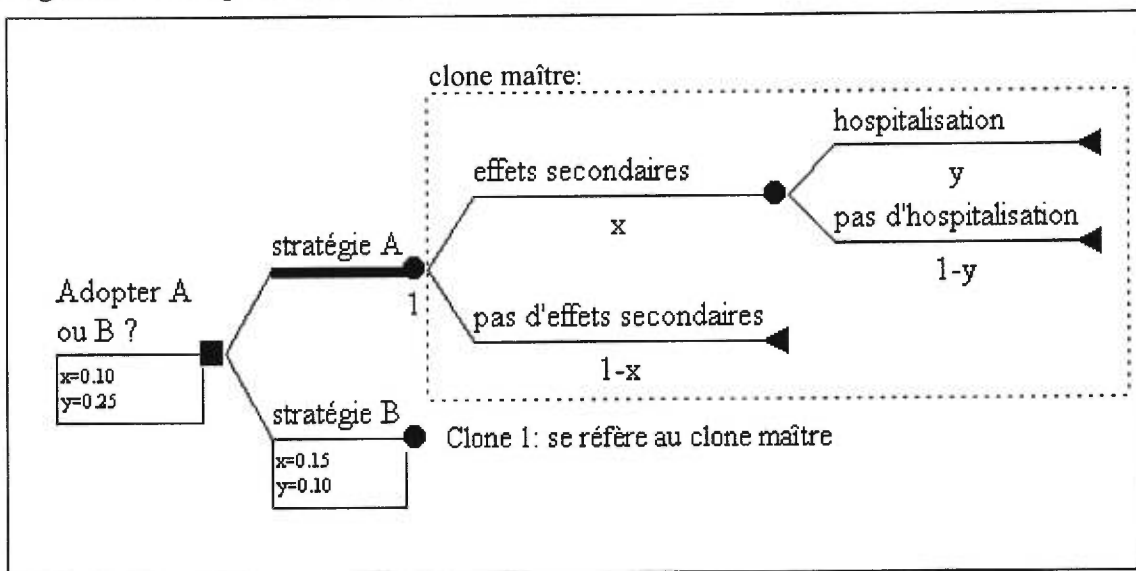 clone maître:
hospitalisation
effets secondaires
y
x
pas d'hospitalisation
stratégie A
1-y
1
Adopter A
ou B ?
pas d'effets secondaires
x=0.10
y=0.25
1-x
stratégie B
Clone 1: se réfère au clone maître
x=0.15
y=0.10